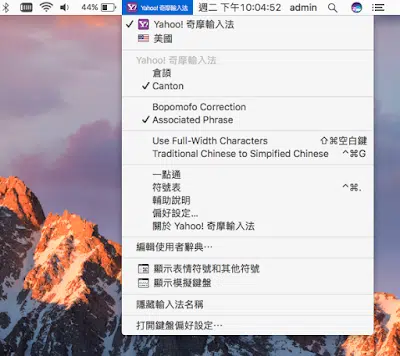 44% Yahoo! 奇摩輸入法 週二 下午10:04:52 admin
Yahoo! 奇摩輸入法
美國
Yahoo! 奇摩輸入法
倉頡
Canton
Bopomofo Correction
Associated Phrase
Use Full-Width Characters ⇧⌘空白鍵
Traditional Chinese to Simpified Chinese ^⌘G
一點通
符號表 ^⌘.
輔助說明
偏好設定...
關於 Yahoo! 奇摩輸入法
編輯使用者辭典⋯
顯示表情符號和其他符號
顯示模擬鍵盤
隱藏輸入法名稱
打開鍵盤偏好設定⋯